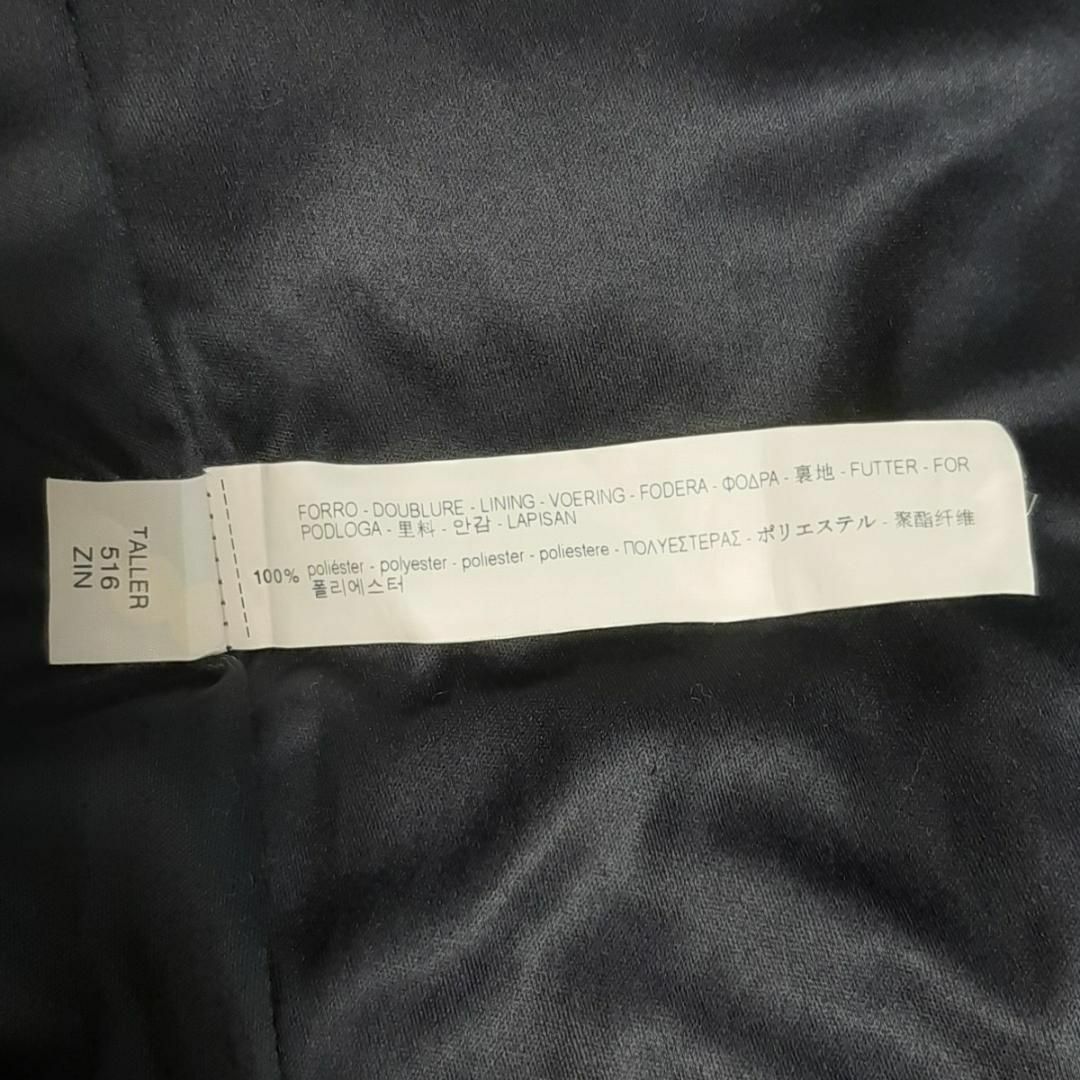 TALLER
516
ZIN
FORRO - DOUBLURE - LINING - VOERING - FODERA - ΦΟΔΡΑ - 裏地 - FUTTER - FOR
PODLOGA - 里料 - 안감 - LAPISAN
100% poliéster - polyester - poliester - poliestere - ΠΟΛΥΕΣΤΕΡΑΣ - ポリエステル - 聚酯纤维
폴리에스터